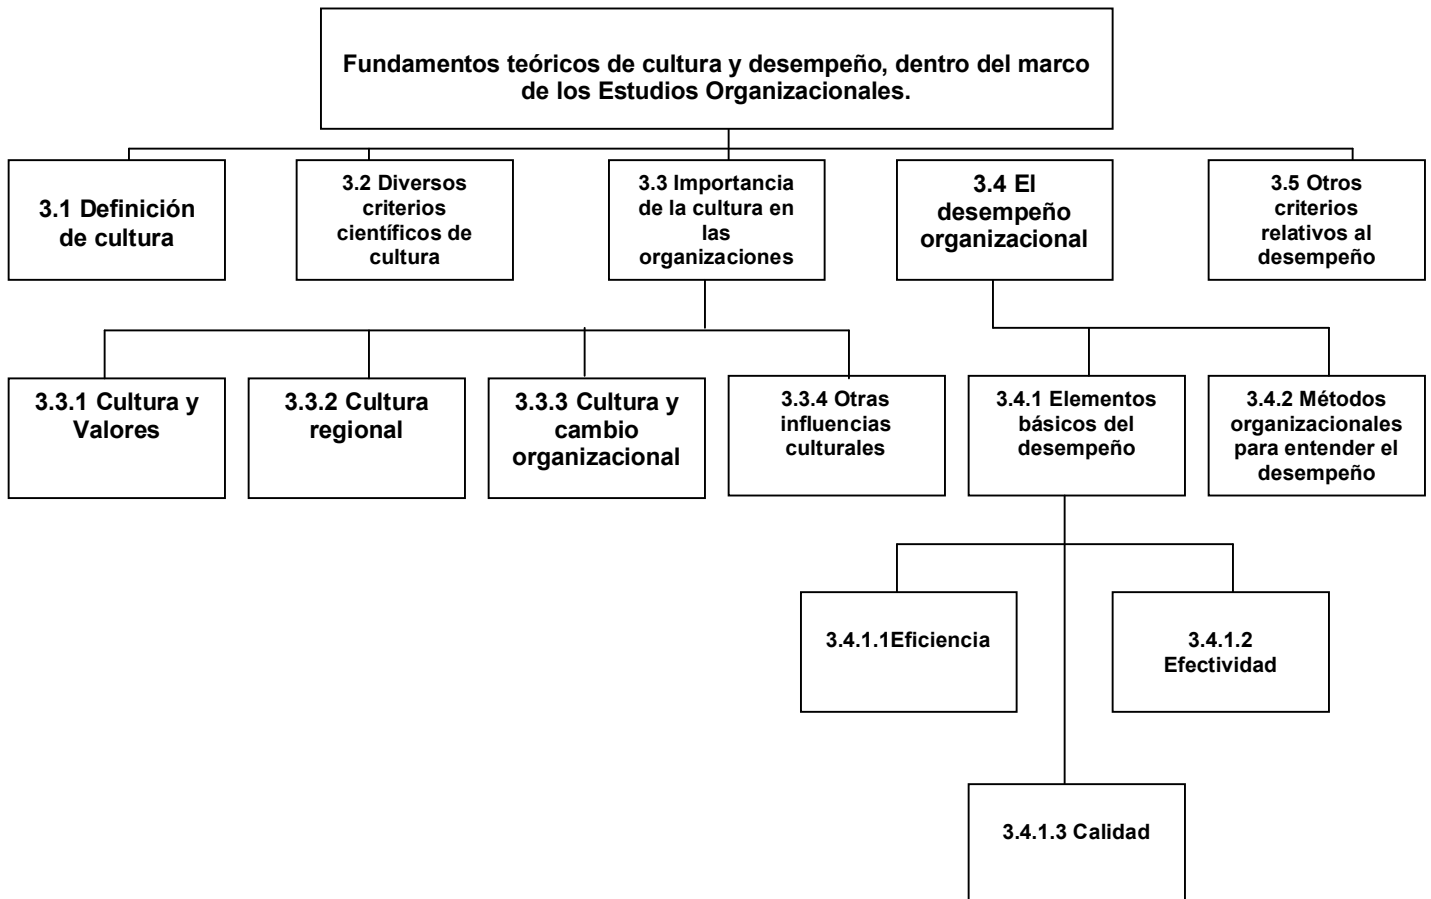 Fundamentos teóricos de cultura y desempeño, dentro del marco
de los Estudios Organizacionales.
3.1 Definición
de cultura
3.2 Diversos
criterios
científicos de
cultura
3.3 Importancia
de la cultura en
las
organizaciones
3.4 El
desempeño
organizacional
3.5 Otros
criterios
relativos al
desempeño
3.3.1 Cultura y
Valores
3.3.2 Cultura
regional
3.3.3 Cultura y
cambio
organizacional
3.3.4 Otras
influencias
culturales
3.4.1 Elementos
básicos del
desempeño
3.4.2 Métodos
organizacionales
para entender el
desempeño
3.4.1.1Eficiencia
3.4.1.2
Efectividad
3.4.1.3 Calidad